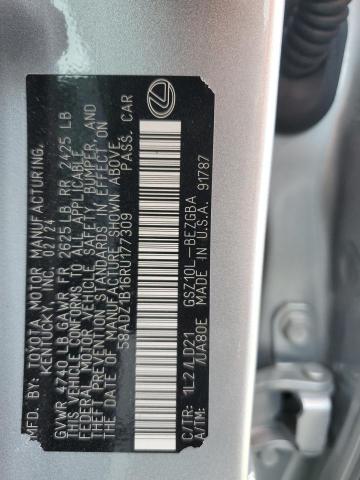 MFD. BY: TOYOTA MOTOR MANUFACTURING,
KENTUCKY, INC. 02/24
GVWR 4740 LB GAWR FR 2625 LB RR 2425 LB
THIS VEHICLE CONFORMS TO ALL APPLICABLE
FEDERAL MOTOR VEHICLE SAFETY, BUMPER, AND
THEFT PREVENTION STANDARDS IN EFFECT ON
THE DATE OF MANUFACTURE SHOWN ABOVE.
58ADZ1B16RU177309 PASS. CAR
C/TR: 1L2/LD21 GSZ10L-BEZGBA
A/TM: /UA80E MADE IN U.S.A. 91787